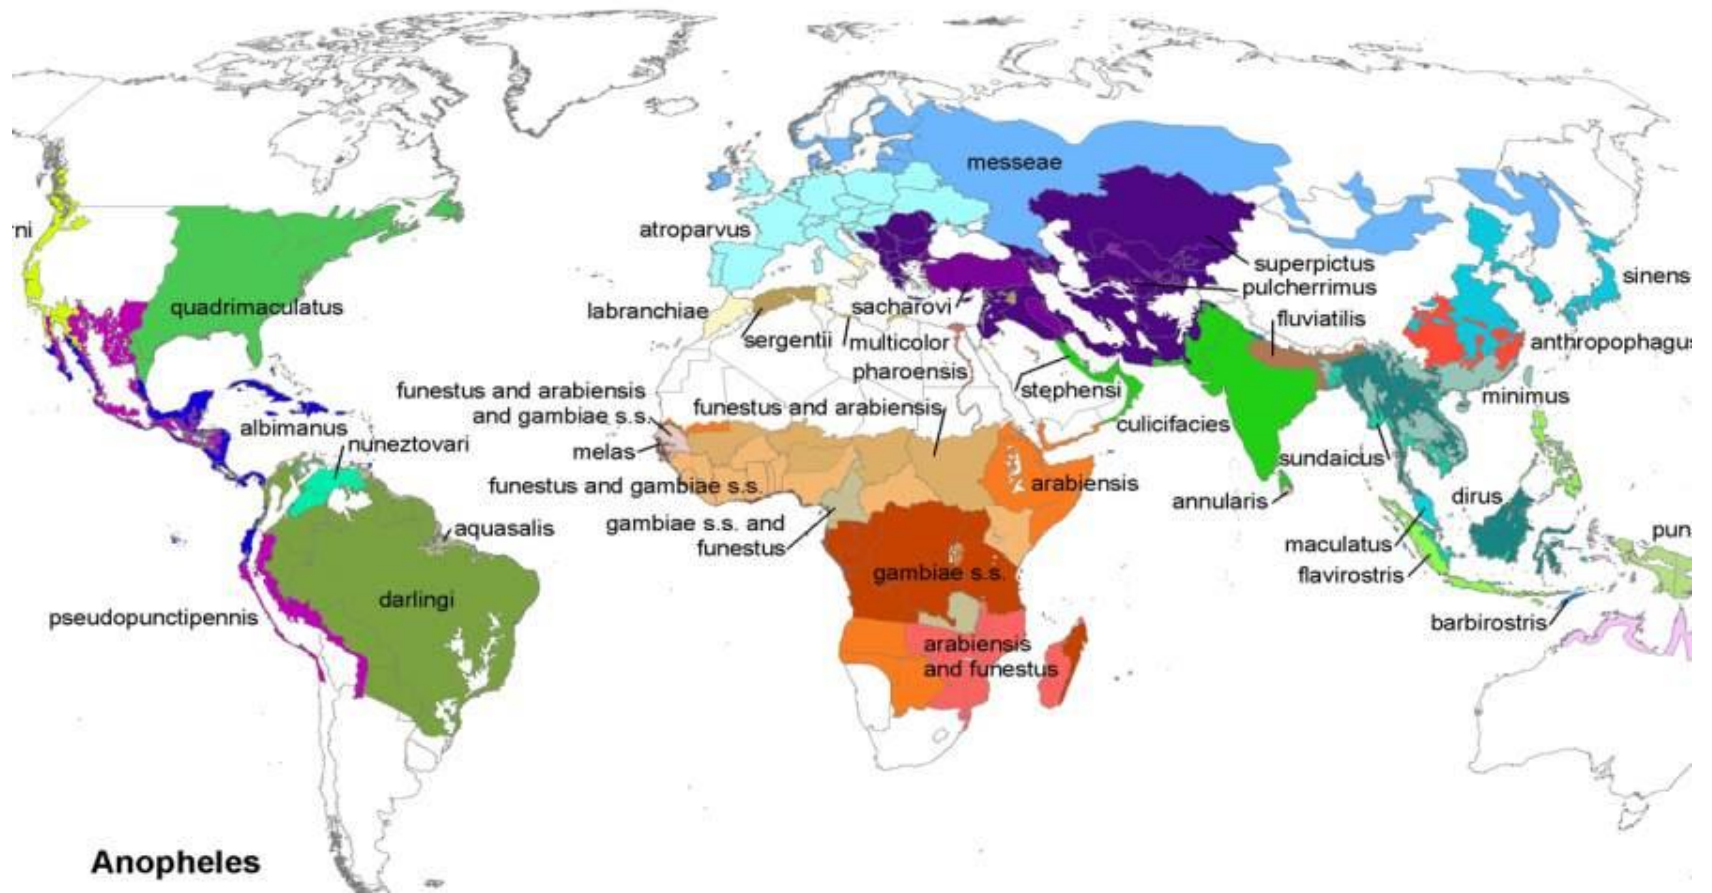 messeae
rni
atroparvus
superpictus
pulcherrimus
sinens
quadrimaculatus
labranchiae
sacharovi
fluviatilis
sergentii
multicolor
anthropophagus
pharoensis
stephensi
funestus and arabiensis
and gambiae s.s.
funestus and arabiensis
minimus
albimanus
nuneztovari
culicifacies
melas
sundaicus
funestus and gambiae s.s.
arabiensis
annularis
dirus
aquasalis
gambiae s.s. and
funestus
pun
maculatus
gambiae s.s.
flavirostris
darlingi
pseudopunctipennis
barbirostris
arabiensis
and funestus
Anopheles